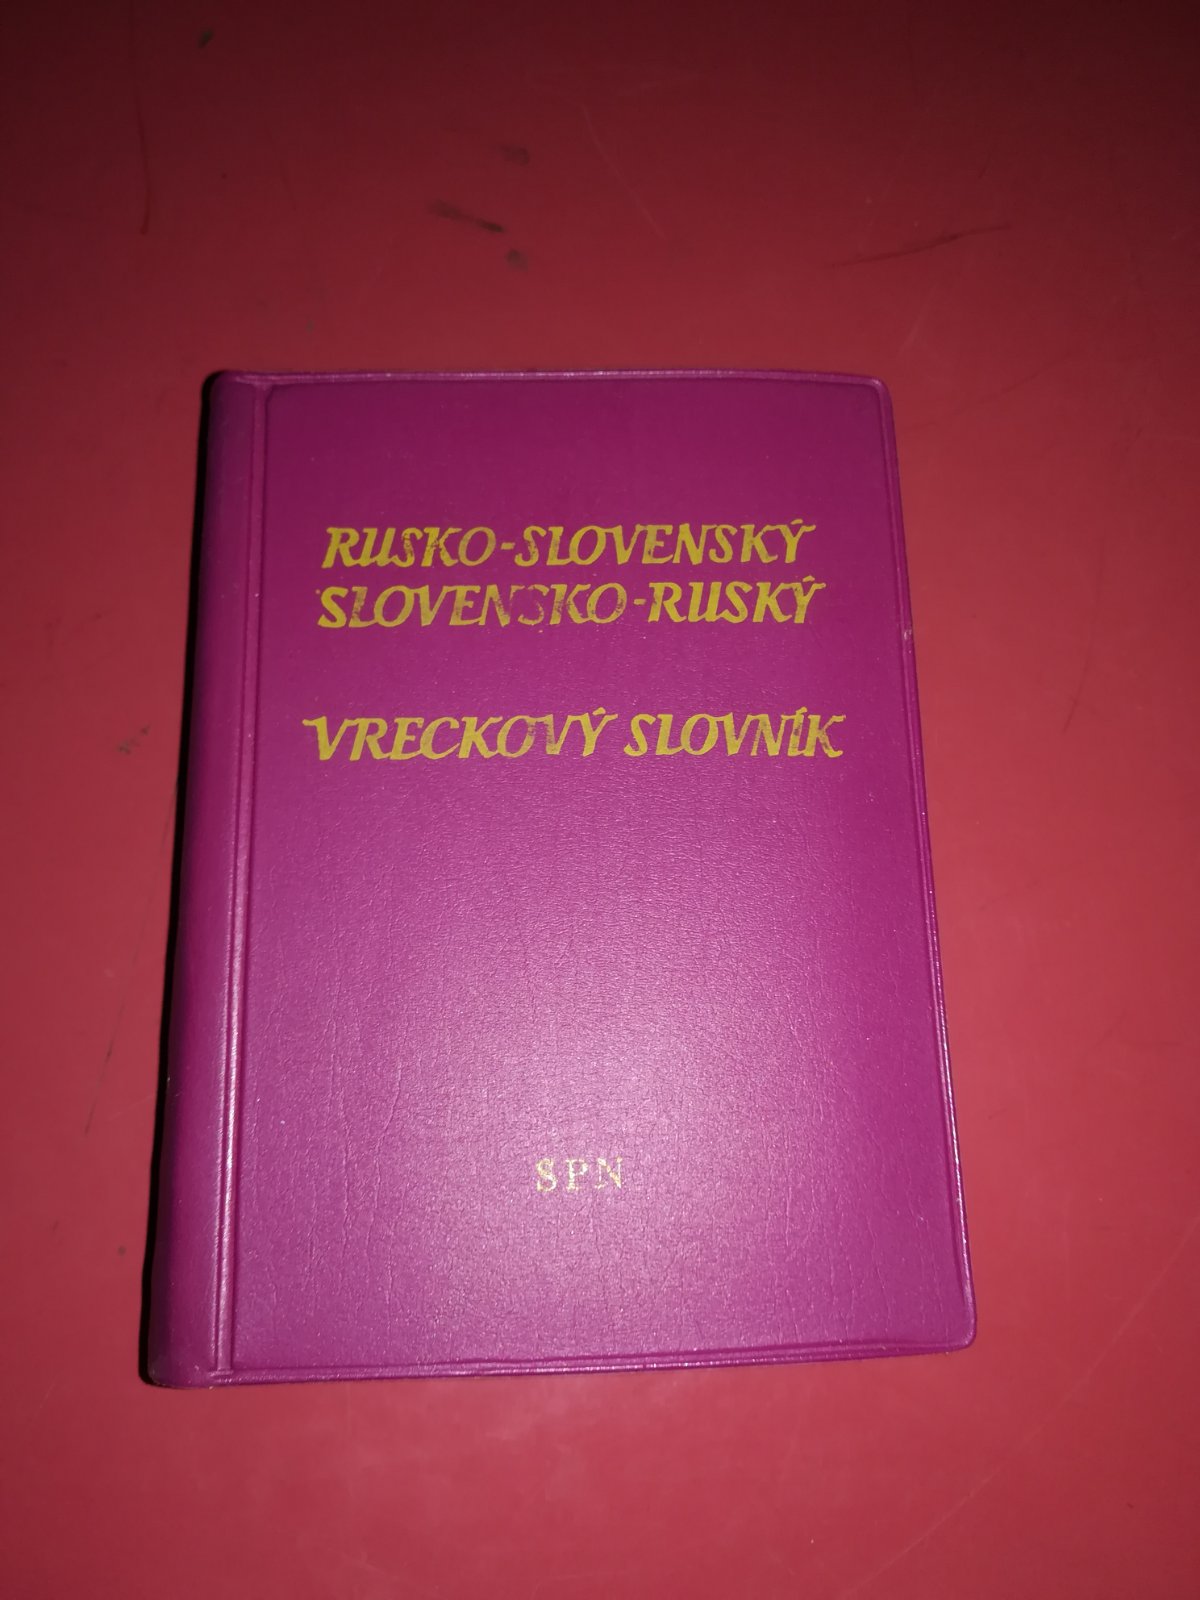 RUSKO-SLOVENSKÝ
SLOVENSKO-RUSKÝ
VRECKOVÝ SLOVNÍK
SPN